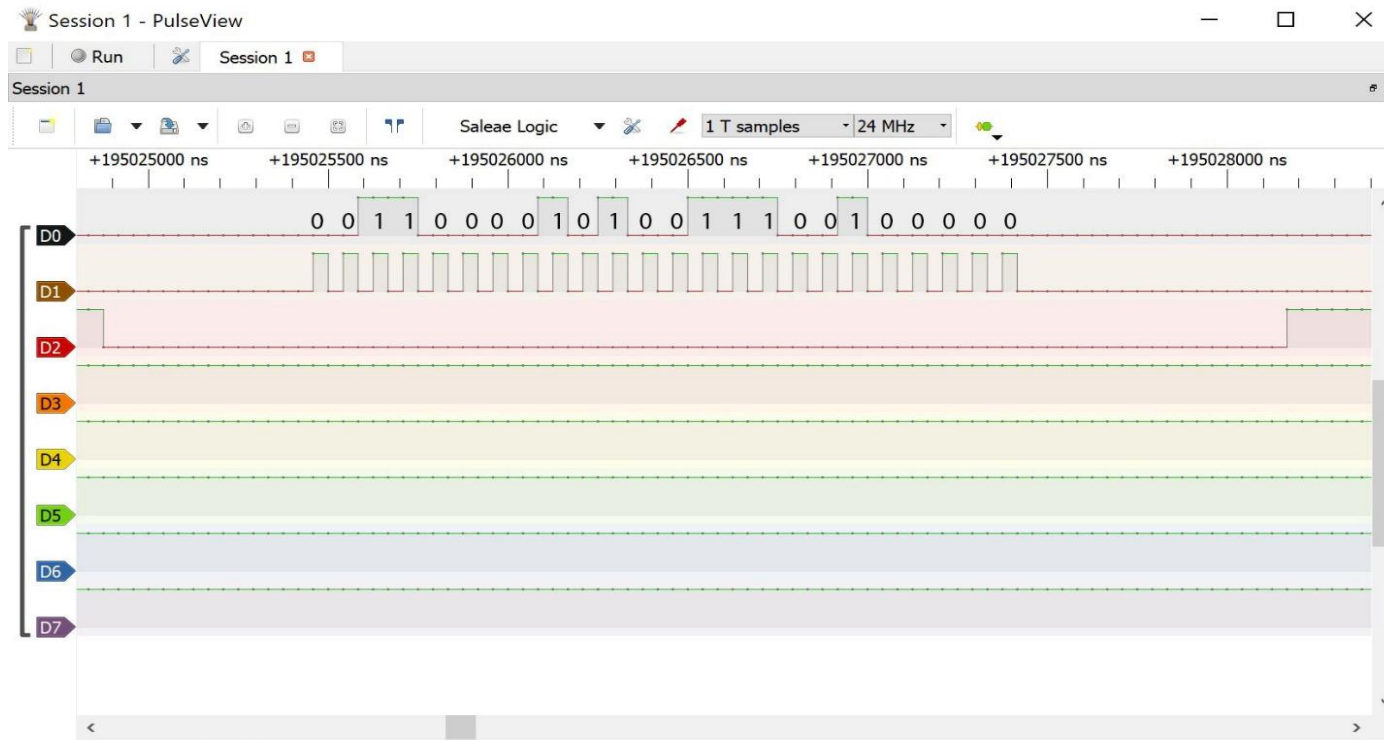 Session 1 - PulseView
Run Session 1
Session 1
Saleae Logic 1 T samples 24 MHz
+195025000 ns +195025500 ns +195026000 ns +195026500 ns +195027000 ns +195027500 ns +195028000 ns
0 0 1 1 0 0 0 0 1 0 1 0 0 1 1 1 0 0 1 0 0 0 0 0
D0
D1
D2
D3
D4
D5
D6
D7